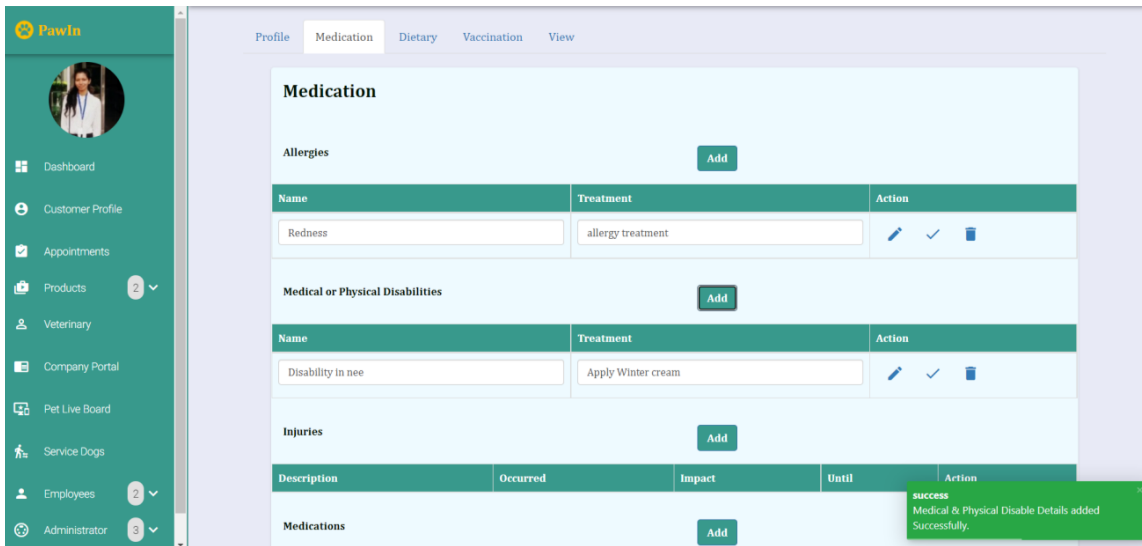 PawIn
Dashboard
Customer Profile
Appointments
Products 2
Veterinary
Company Portal
Pet Live Board
Service Dogs
Employees 2
Administrator 3
Profile Medication Dietary Vaccination View
Medication
Allergies Add
Name Treatment Action
Redness allergy treatment
Medical or Physical Disabilities Add
Name Treatment Action
Disability in nee Apply Winter cream
Injuries Add
Description Occurred Impact Until Action
Medications Add
success ×
Medical & Physical Disable Details added
Successfully.